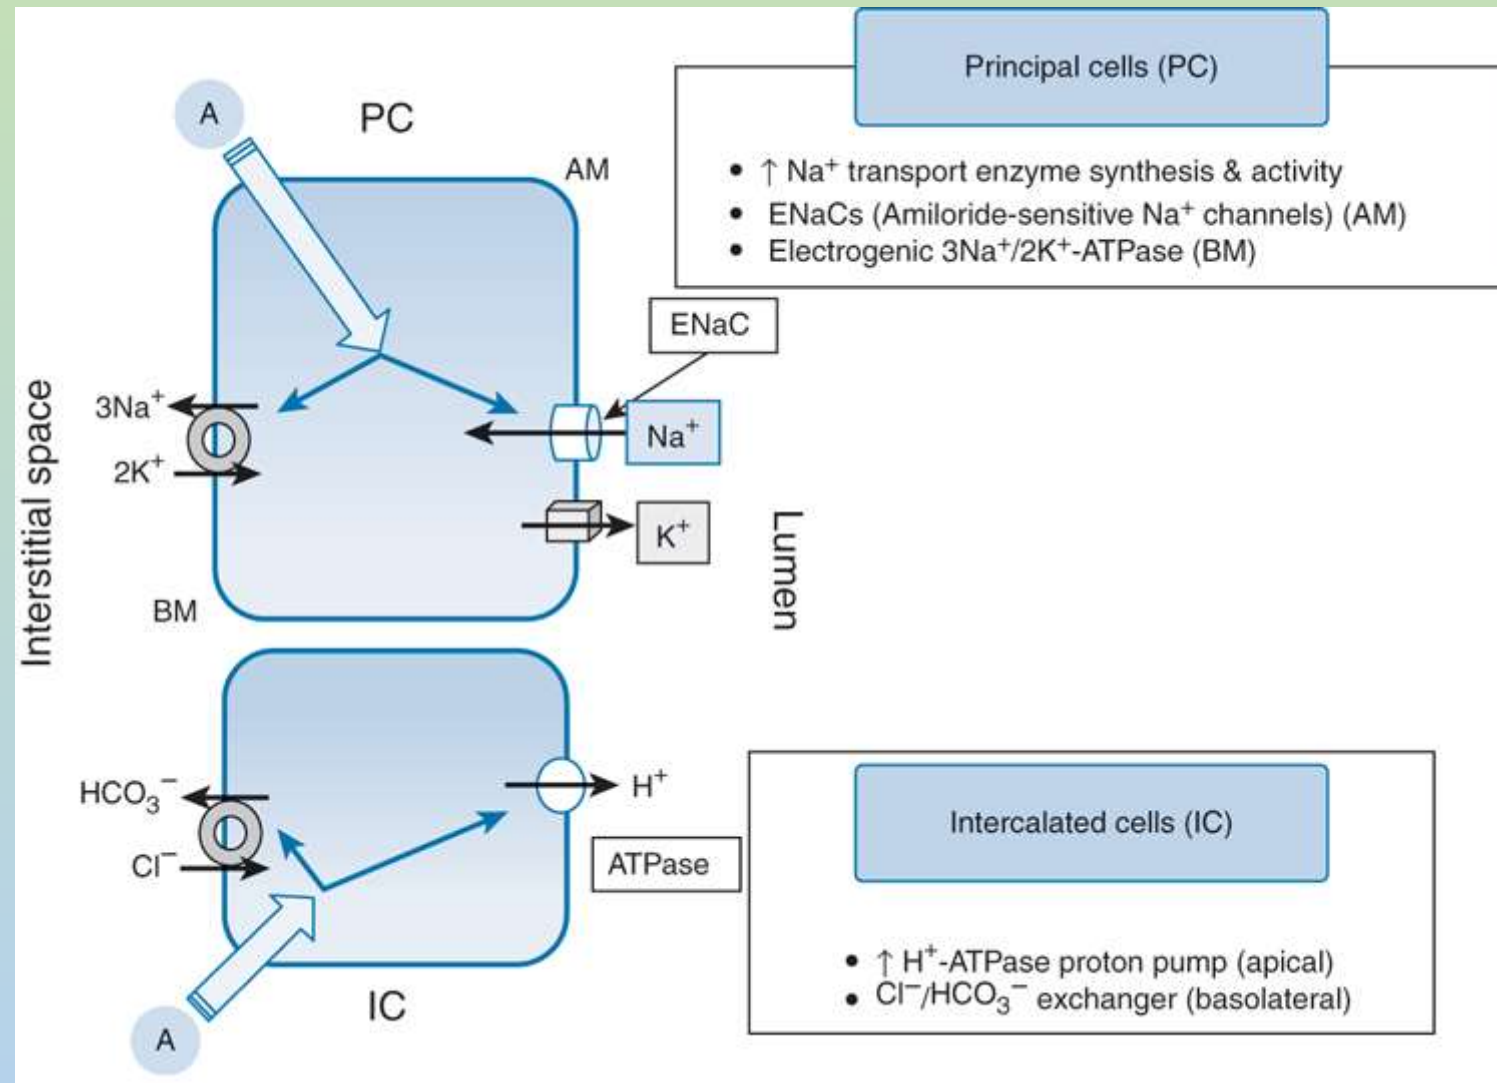 Principal cells (PC)
• ↑ Na⁺ transport enzyme synthesis & activity
• ENaCs (Amiloride-sensitive Na⁺ channels) (AM)
• Electrogenic 3Na⁺/2K⁺-ATPase (BM)
A
PC
AM
ENaC
3Na⁺
Na⁺
2K⁺
K⁺
Interstitial space
Lumen
BM
HCO₃⁻
H⁺
Cl⁻
ATPase
Intercalated cells (IC)
• ↑ H⁺-ATPase proton pump (apical)
• Cl⁻/HCO₃⁻ exchanger (basolateral)
IC
A